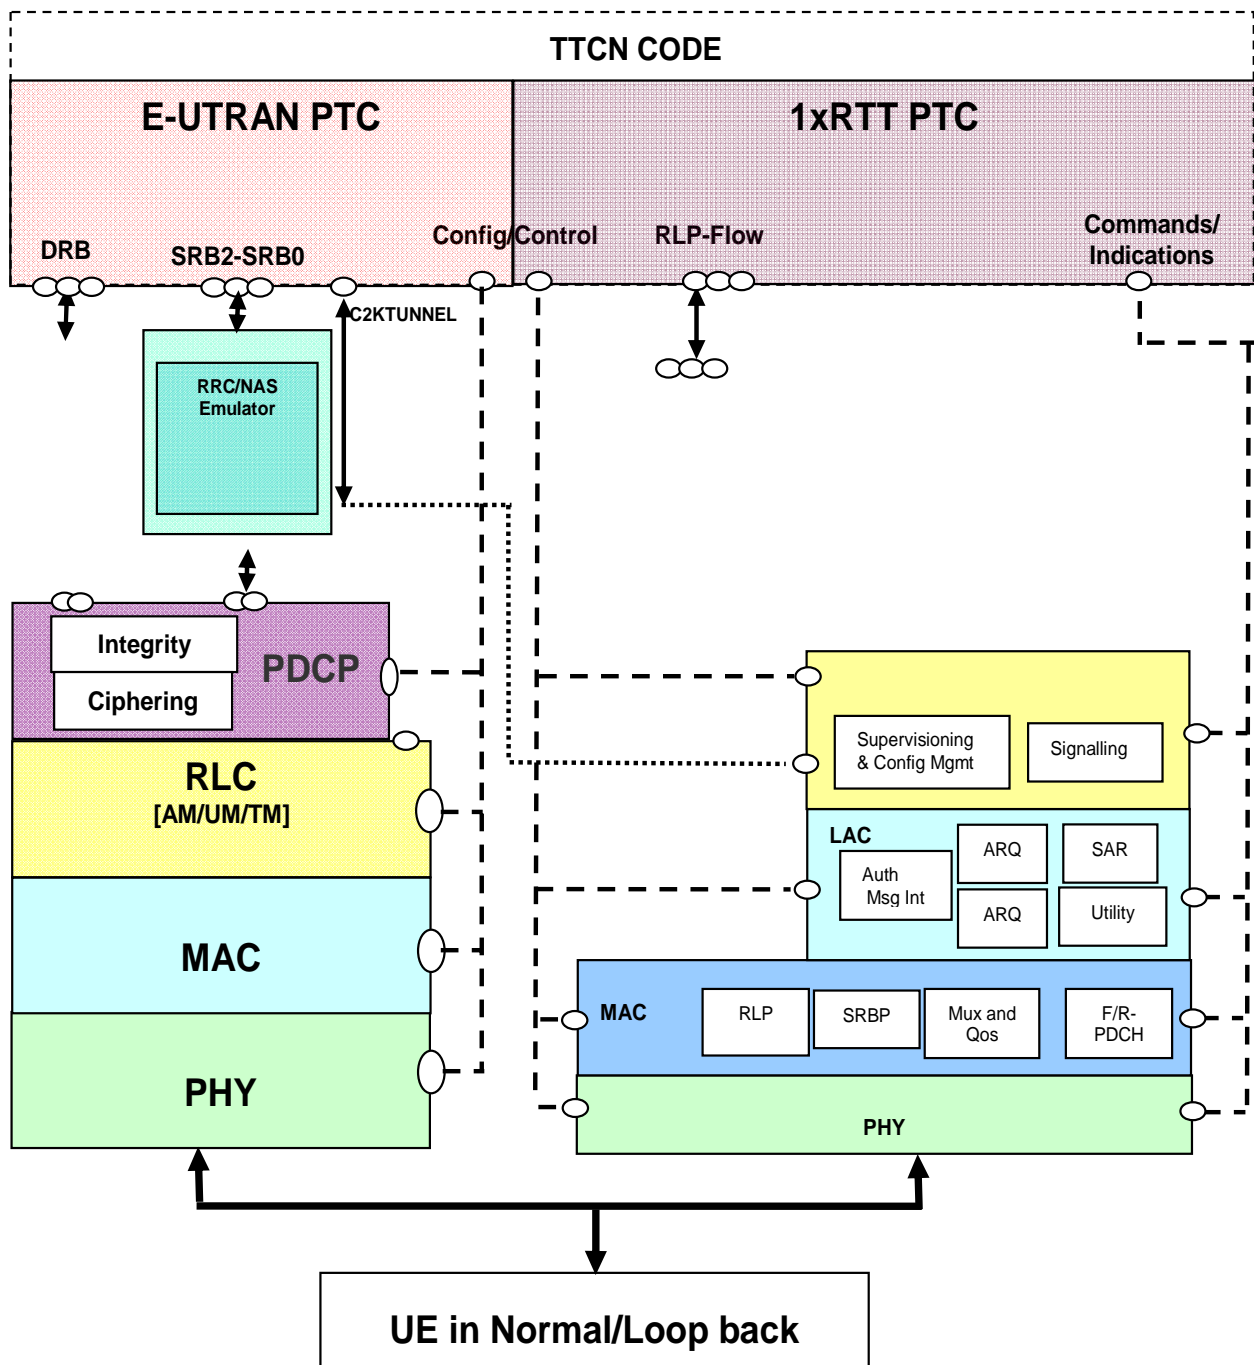 TTCN CODE
E-UTRAN PTC
1xRTT PTC
DRB
SRB2-SRB0
Config/Control
RLP-Flow
Commands/
Indications
C2KTUNNEL
RRC/NAS
Emulator
Integrity
Ciphering
PDCP
RLC
[AM/UM/TM]
MAC
PHY
Supervisioning
& Config Mgmt
Signalling
LAC
Auth
Msg Int
ARQ
SAR
ARQ
Utility
MAC
RLP
SRBP
Mux and
Qos
F/R-
PDCH
PHY
UE in Normal/Loop back